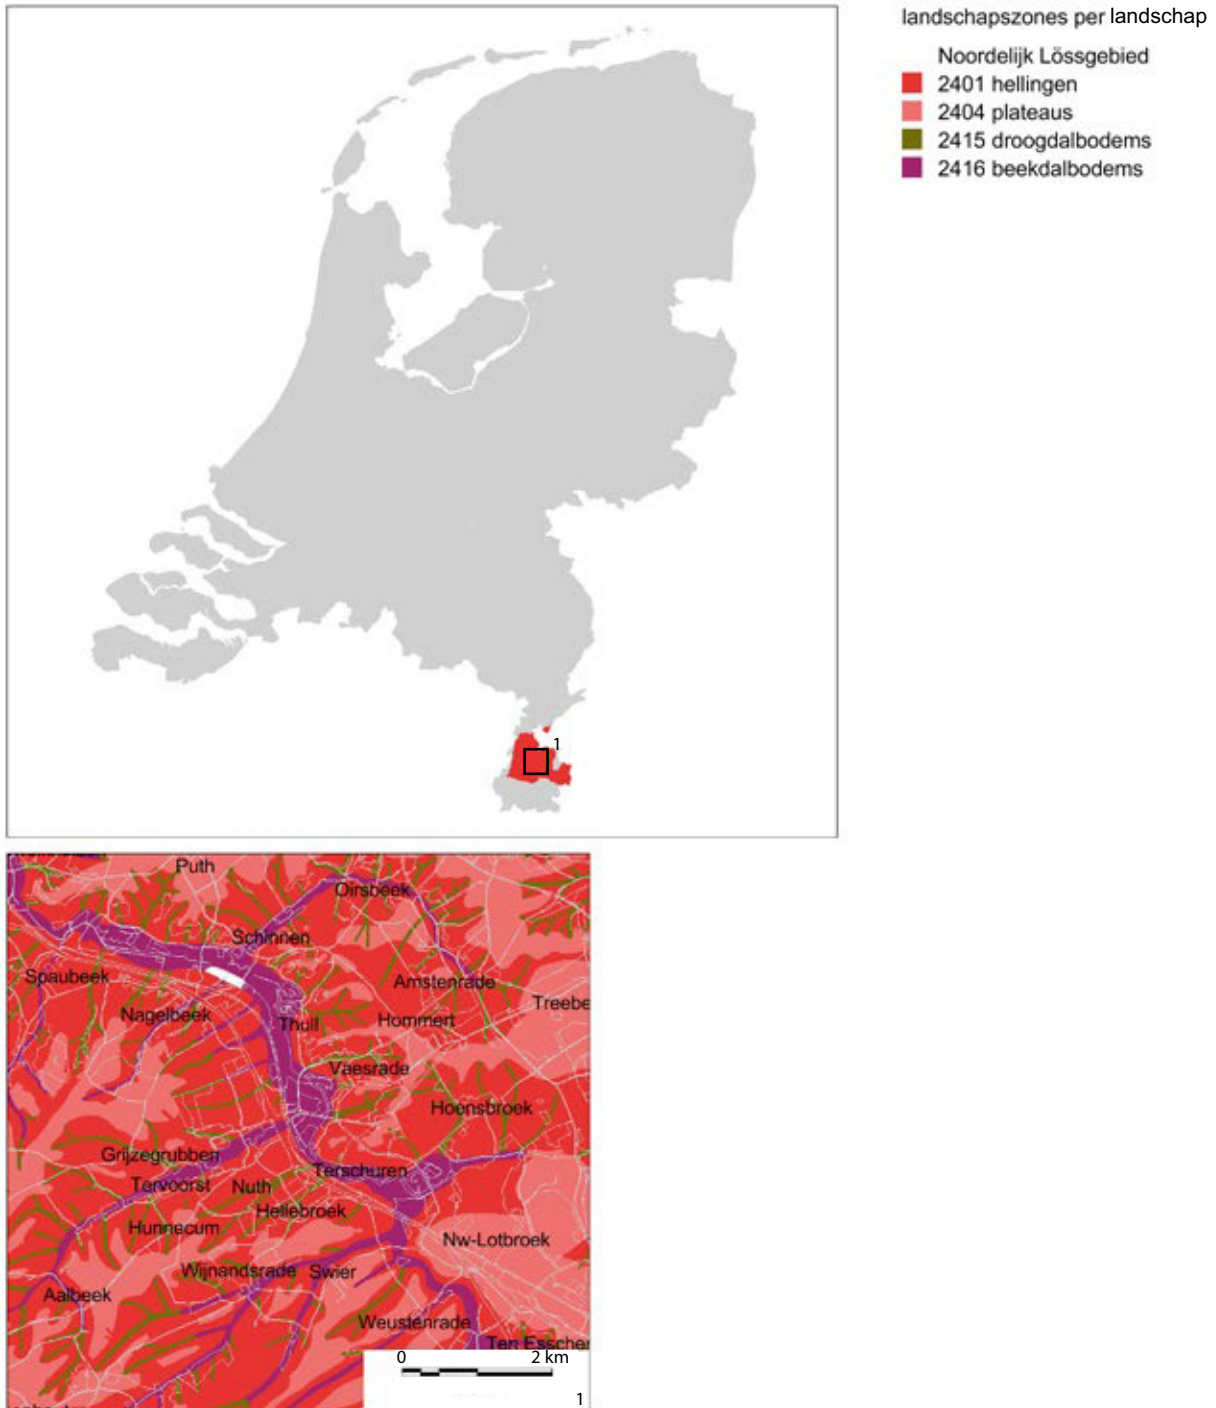 landschapszones per landschap
Noordelijk Lössgebied
2401 hellingen
2404 plateaus
2415 droogdalbodems
2416 beekdalbodems
1
Puth
Oirsbeek
Schinnen
Spaubeek
Amstenrade
Treebe
Nagelbeek
Thull
Hommert
Vaesrade
Hoensbroek
Grijzegrubben
Terschuren
Tervoorst
Nuth
Hellebroek
Hunnecum
Nw-Lotbroek
Wijnandsrade
Swier
Aalbeek
Weustenrade
Ten Esscher
0 2 km
1